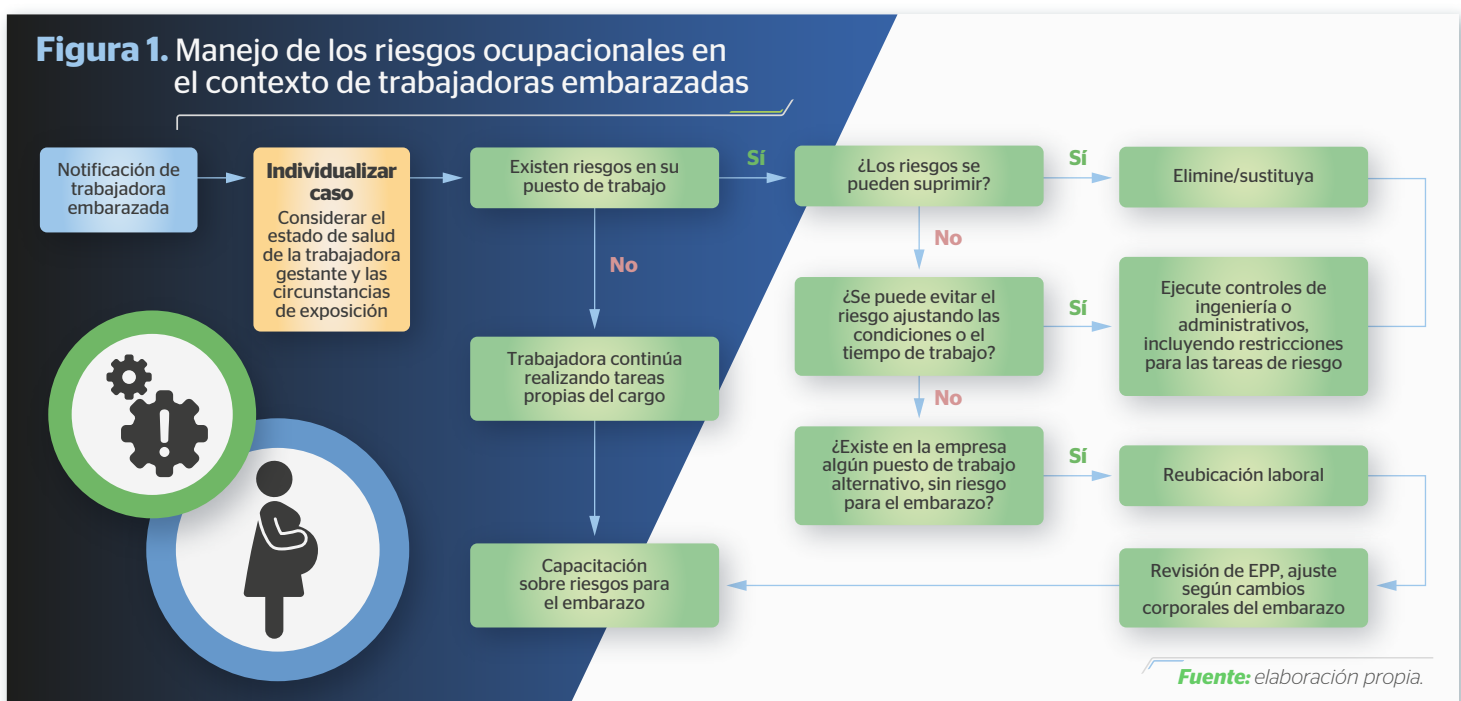 Figura 1. Manejo de los riesgos ocupacionales en
el contexto de trabajadoras embarazadas
Notificación de
trabajadora
embarazada
Individualizar
caso
Considerar el
estado de salud
de la trabajadora
gestante y las
circunstancias
de exposición
Existen riesgos en su
puesto de trabajo
Sí
¿Los riesgos se
pueden suprimir?
Sí
Elimine/sustituya
No
No
¿Se puede evitar el
riesgo ajustando las
condiciones o el
tiempo de trabajo?
Sí
Ejecute controles de
ingeniería o
administrativos,
incluyendo restricciones
para las tareas de riesgo
Trabajadora continúa
realizando tareas
propias del cargo
No
¿Existe en la empresa
algún puesto de trabajo
alternativo, sin riesgo
para el embarazo?
Sí
Reubicación laboral
Capacitación
sobre riesgos para
el embarazo
Revisión de EPP, ajuste
según cambios
corporales del embarazo
Fuente: elaboración propia.